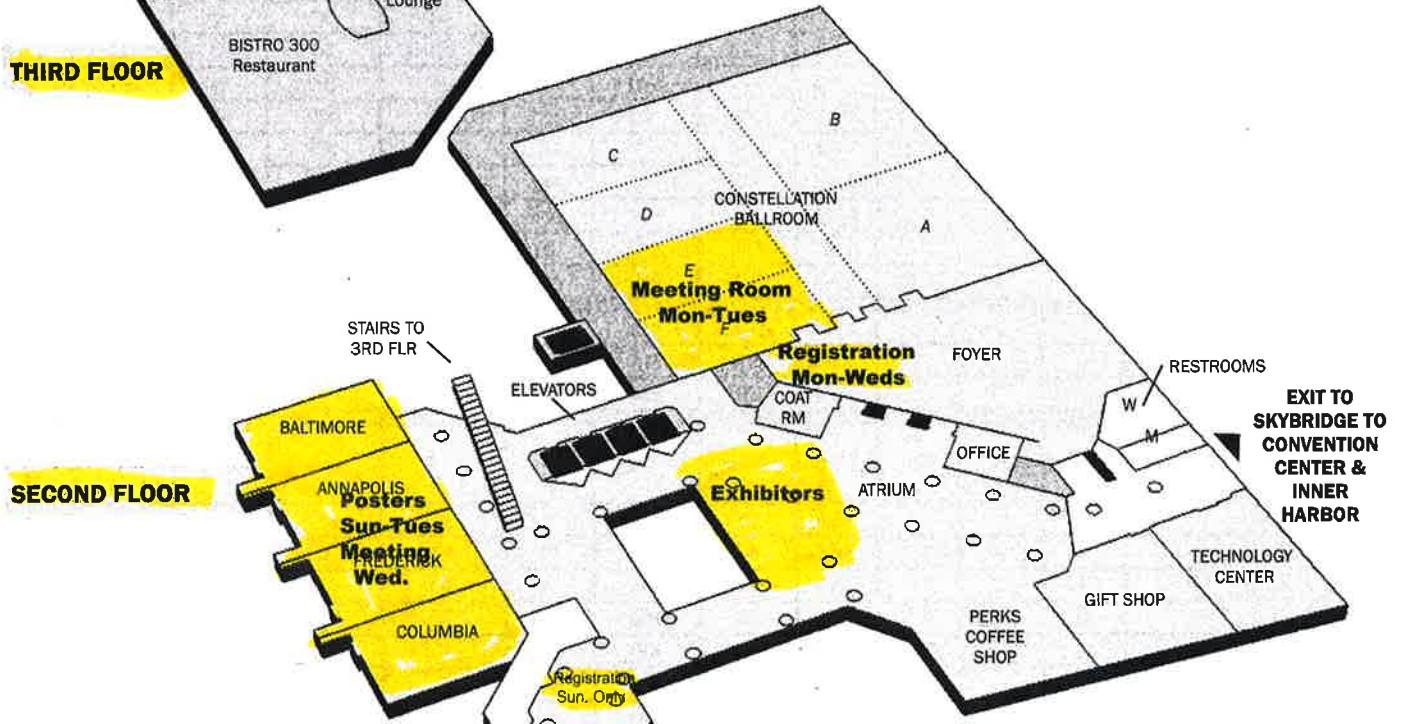 Lounge
BISTRO 300
Restaurant
THIRD FLOOR
B
C
CONSTELLATION
BALLROOM
D
A
E
Meeting Room
Mon-Tues
F
STAIRS TO
3RD FLR
Registration
Mon-Weds
FOYER
RESTROOMS
ELEVATORS
COAT
RM
W
M
EXIT TO
SKYBRIDGE TO
CONVENTION
CENTER &
INNER
HARBOR
BALTIMORE
OFFICE
SECOND FLOOR
ANNAPOLIS
Posters
Sun-Tues
Meeting
Wed.
FREDERICK
Exhibitors
ATRIUM
TECHNOLOGY
CENTER
GIFT SHOP
COLUMBIA
PERKS
COFFEE
SHOP
Registration
Sun. Only